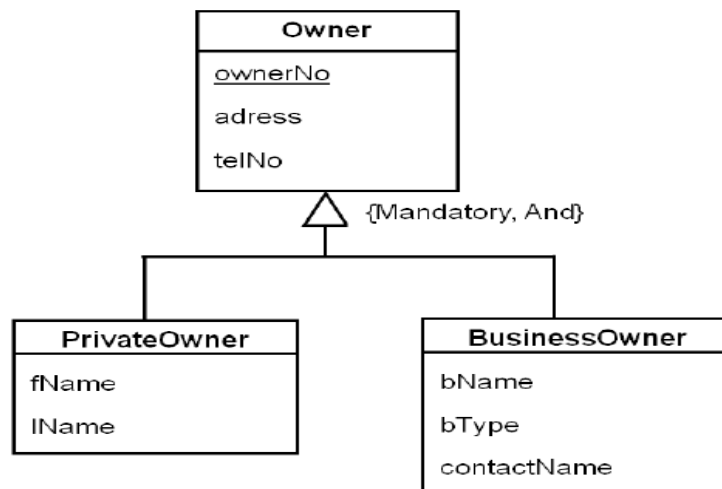 Owner
ownerNo
adress
telNo
{Mandatory, And}
PrivateOwner
fName
lName
BusinessOwner
bName
bType
contactName